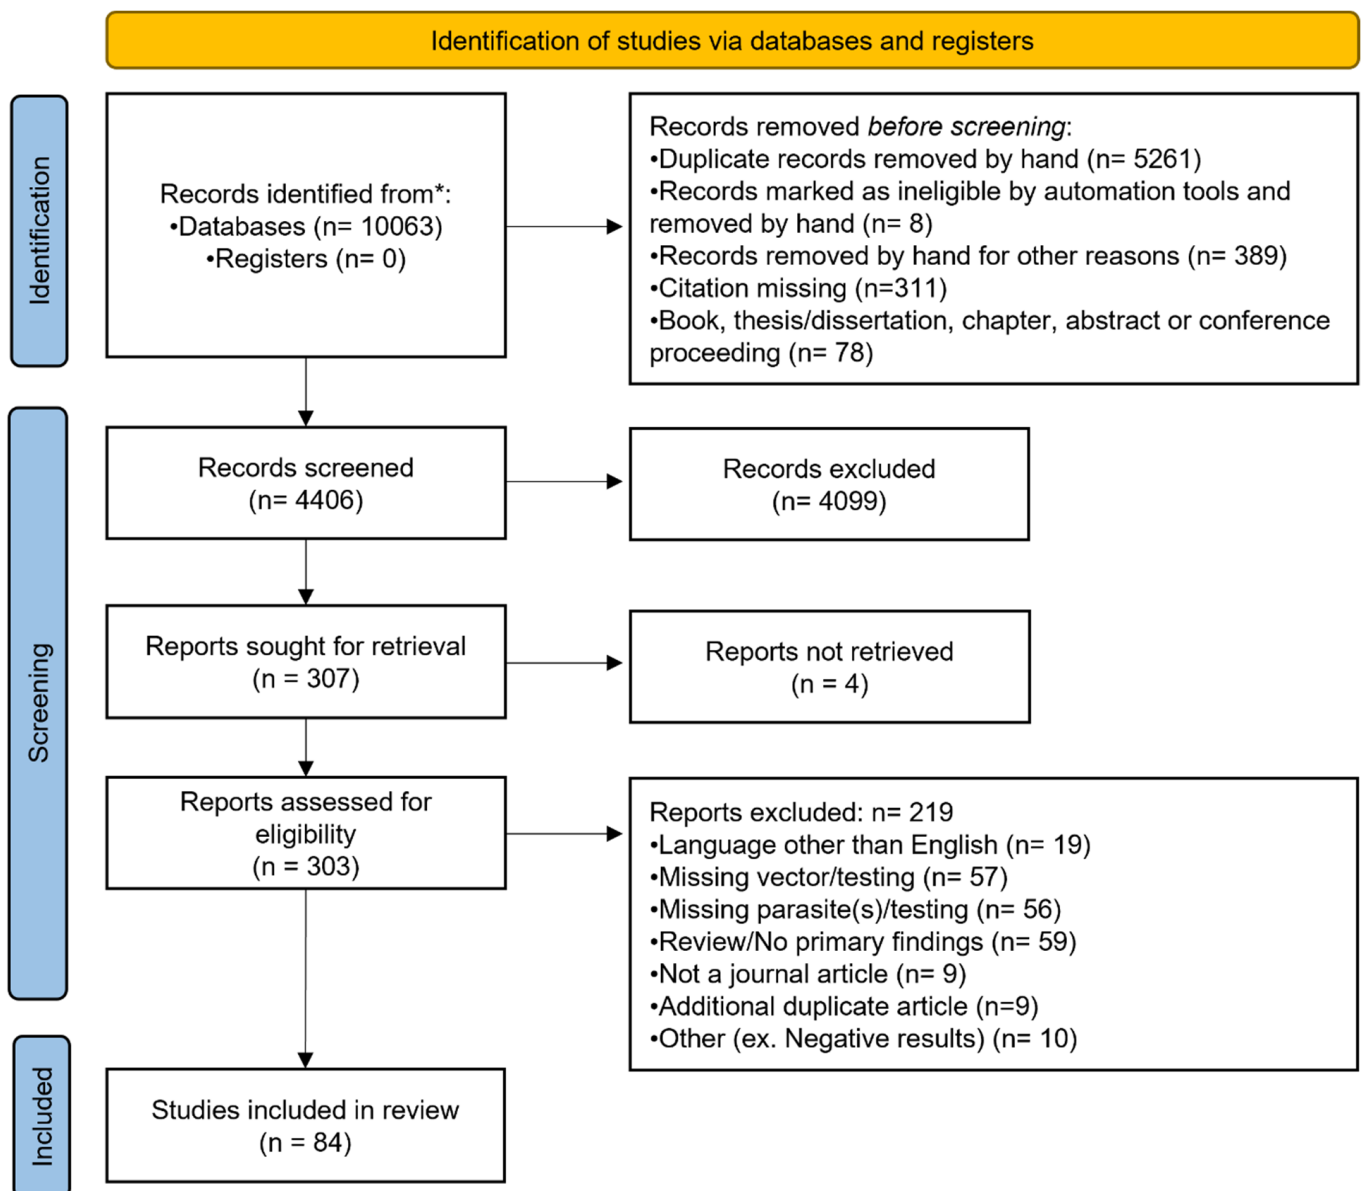 Identification of studies via databases and registers
Identification
Records identified from*:
•Databases (n= 10063)
•Registers (n= 0)
Records removed before screening:
•Duplicate records removed by hand (n= 5261)
•Records marked as ineligible by automation tools and
removed by hand (n= 8)
•Records removed by hand for other reasons (n= 389)
•Citation missing (n=311)
•Book, thesis/dissertation, chapter, abstract or conference
proceeding (n= 78)
Screening
Records screened
(n= 4406)
Records excluded
(n= 4099)
Reports sought for retrieval
(n = 307)
Reports not retrieved
(n = 4)
Reports assessed for
eligibility
(n = 303)
Reports excluded: n= 219
•Language other than English (n= 19)
•Missing vector/testing (n= 57)
•Missing parasite(s)/testing (n= 56)
•Review/No primary findings (n= 59)
•Not a journal article (n= 9)
•Additional duplicate article (n=9)
•Other (ex. Negative results) (n= 10)
Included
Studies included in review
(n = 84)